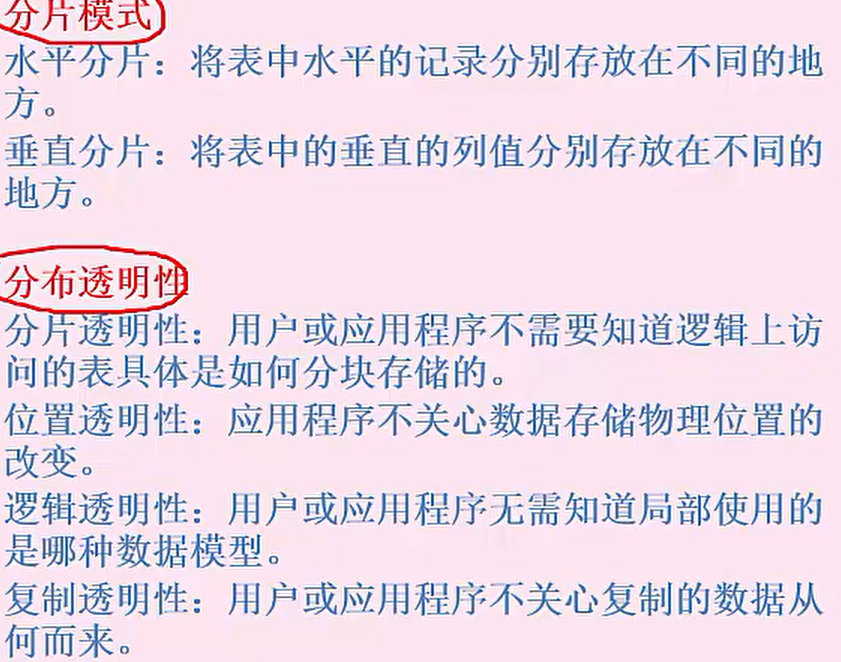 分片模式
水平分片：将表中水平的记录分别存放在不同的地
方。
垂直分片：将表中的垂直的列值分别存放在不同的
地方。
分布透明性
分片透明性：用户或应用程序不需要知道逻辑上访
问的表具体是如何分块存储的。
位置透明性：应用程序不关心数据存储物理位置的
改变。
逻辑透明性：用户或应用程序无需知道局部使用的
是哪种数据模型。
复制透明性：用户或应用程序不关心复制的数据从
何而来。